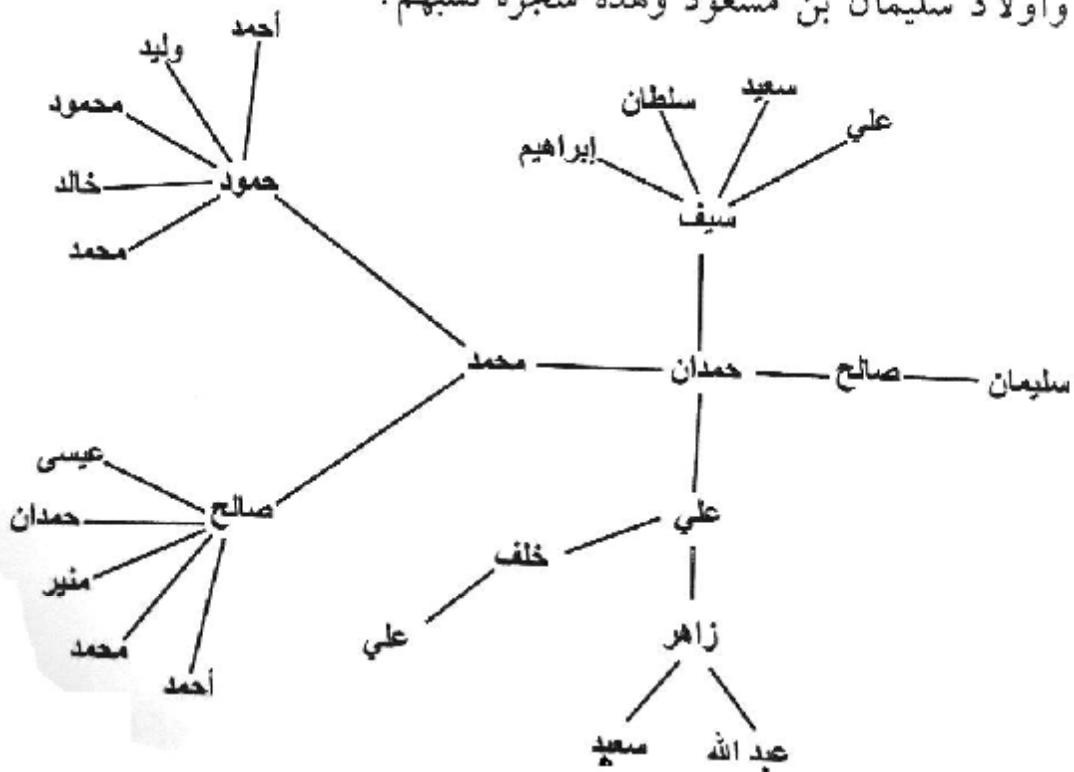 وأولاد سليمان بن مسعود وهذه شجرة نسبهم:
أحمد
وليد
محمود
خالد
محمد
حمود
علي
سعيد
سلطان
إبراهيم
سيف
سليمان
صالح
حمدان
محمد
صالح
عيسى
حمدان
منير
محمد
أحمد
علي
خلف
علي
زاهر
عبد الله
سعيد